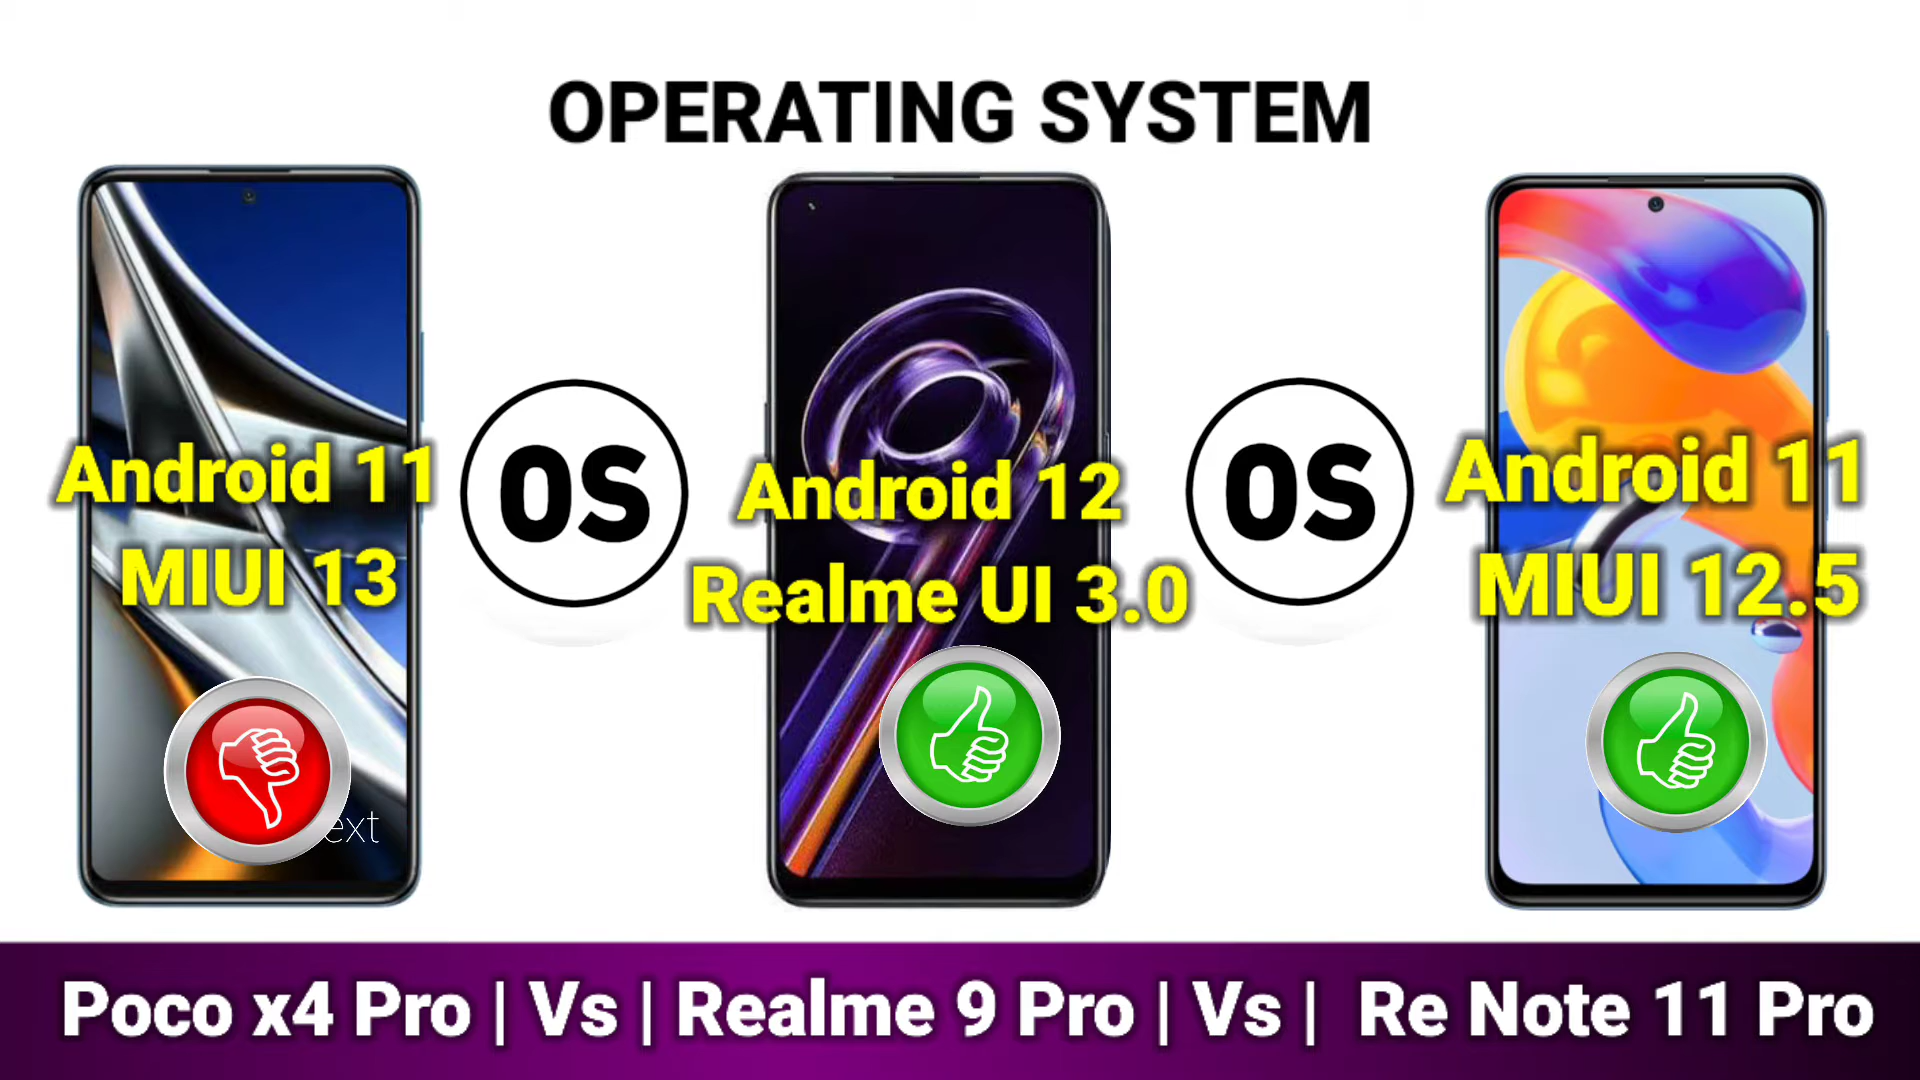 OPERATING SYSTEM
Android 11
MIUI 13
OS
Android 12
Realme UI 3.0
OS
Android 11
MIUI 12.5
ext
Poco x4 Pro | Vs | Realme 9 Pro | Vs | Re Note 11 Pro